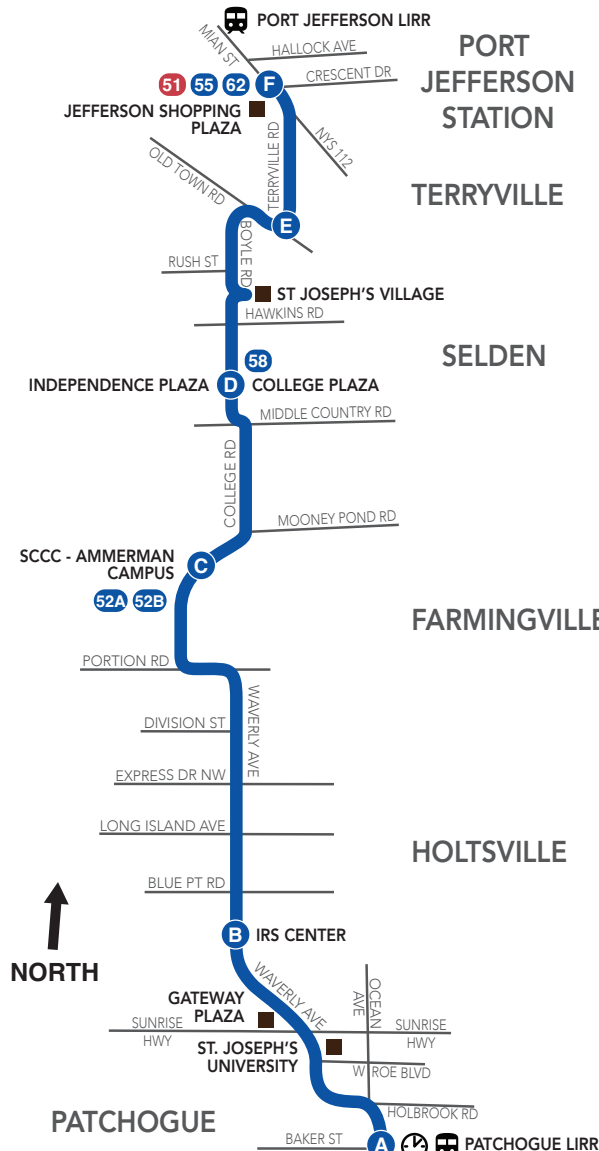 PORT JEFFERSON LIRR
MIAN ST
HALLOCK AVE
PORT
JEFFERSON
STATION
CRESCENT DR
51 55 62 F
JEFFERSON SHOPPING
PLAZA
NYS 112
TERRYVILLE RD
OLD TOWN RD
TERRYVILLE
E
BOYLE RD
RUSH ST
ST JOSEPH'S VILLAGE
HAWKINS RD
SELDEN
58
INDEPENDENCE PLAZA D COLLEGE PLAZA
MIDDLE COUNTRY RD
COLLEGE RD
MOONEY POND RD
SCCC - AMMERMAN
CAMPUS
C
52A 52B
FARMINGVILLE
PORTION RD
WAVERLY AVE
DIVISION ST
EXPRESS DR NW
LONG ISLAND AVE
HOLTSVILLE
BLUE PT RD
B IRS CENTER
NORTH
WAVERLY AVE
GATEWAY
PLAZA
OCEAN
AVE
SUNRISE
HWY
SUNRISE
HWY
ST. JOSEPH'S
UNIVERSITY
W ROE BLVD
HOLBROOK RD
PATCHOGUE
BAKER ST
A PATCHOGUE LIRR